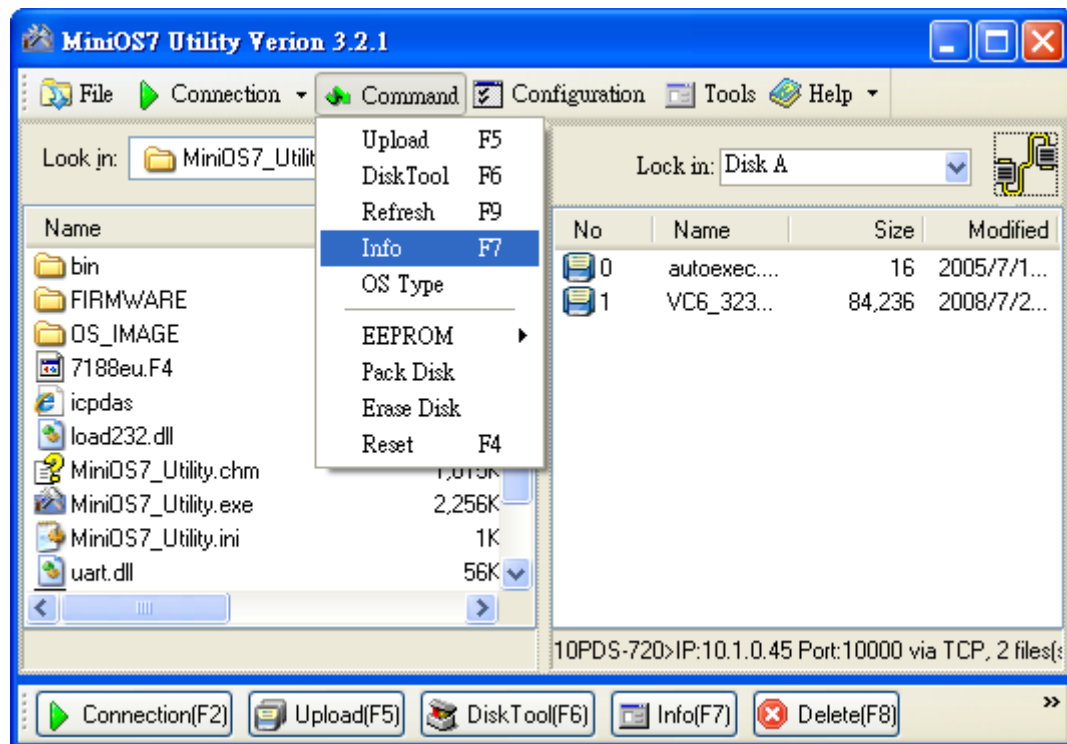 MiniOS7 Utility Verion 3.2.1
File Connection Command Configuration Tools Help
Look in: MiniOS7_Utilit
Upload F5
DiskTool F6
Refresh F9
Info F7
OS Type
EEPROM
Pack Disk
Erase Disk
Reset F4
Name
bin
FIRMWARE
OS_IMAGE
7188eu.F4
icpdas
load232.dll
MiniOS7_Utility.chm 1,015K
MiniOS7_Utility.exe 2,256K
MiniOS7_Utility.ini 1K
uart.dll 56K
Lock in: Disk A
No Name Size Modified
0 autoexec.... 16 2005/7/1...
1 VC6_323... 84,236 2008/7/2...
10PDS-720>IP:10.1.0.45 Port:10000 via TCP, 2 files(s
Connection(F2) Upload(F5) DiskTool(F6) Info(F7) Delete(F8) »